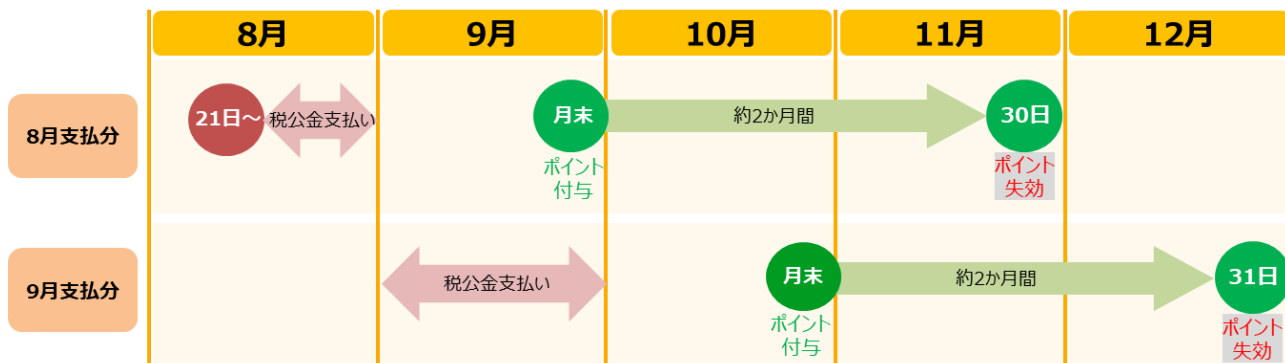 8月
9月
10月
11月
12月
8月支払分
21日～
税公金支払い
月末
ポイント
付与
約2か月間
30日
ポイント
失効
9月支払分
税公金支払い
月末
ポイント
付与
約2か月間
31日
ポイント
失効